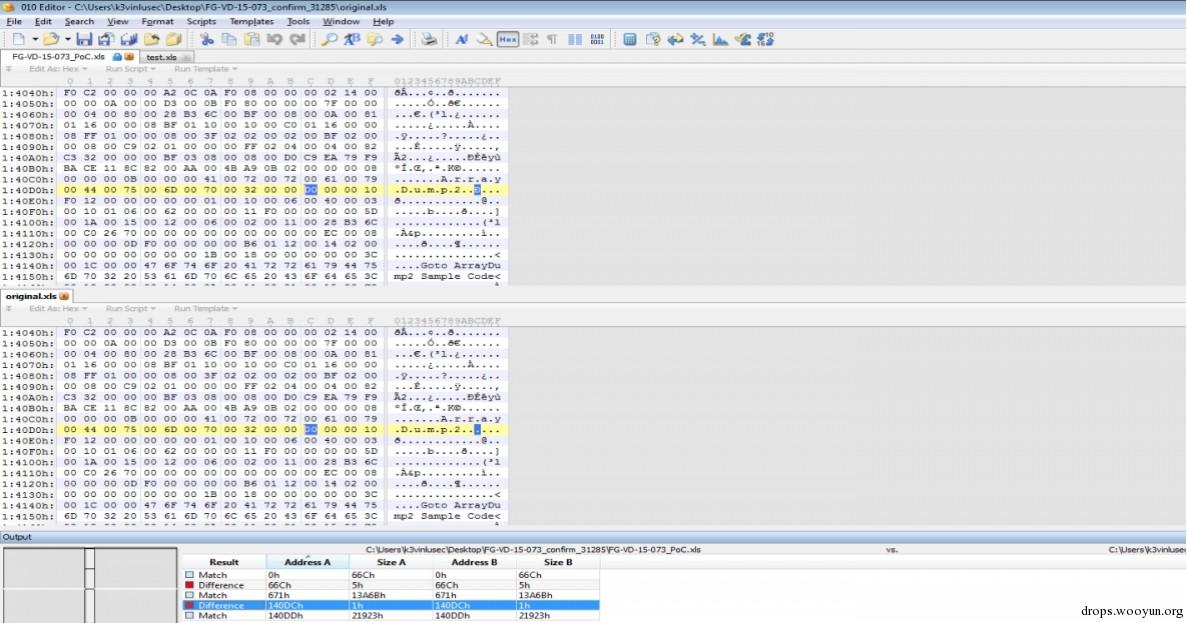 010 Editor - C:\Users\k3vinlusec\Desktop\FG-VD-15-073_confirm_31285\original.xls
File Edit Search View Format Scripts Templates Tools Window Help
FG-VD-15-073_PoC.xls test.xls
Edit As: Hex Run Script Run Template
0 1 2 3 4 5 6 7 8 9 A B C D E F 0123456789ABCDEF
1:4040h: F0 C2 00 00 00 A2 0C 0A F0 08 00 00 00 02 14 00
1:4050h: 00 00 0A 00 00 D3 00 0B F0 80 00 00 00 7F 00 00
1:4060h: 00 04 00 80 00 28 B3 6C 00 BF 00 08 00 0A 00 81
1:4070h: 01 16 00 00 08 BF 01 10 00 10 00 C0 01 16 00 00
1:4080h: 08 FF 01 00 00 08 00 3F 02 02 00 02 00 BF 02 00
1:4090h: 00 08 00 C9 02 01 00 00 00 FF 02 04 00 04 00 82
1:40A0h: C3 32 00 00 00 BF 03 08 00 08 00 D0 C9 EA 79 F9
1:40B0h: BA CE 11 8C 82 00 AA 00 4B A9 0B 02 00 00 00 08
1:40C0h: 00 00 00 0B 00 00 00 41 00 72 00 72 00 61 00 79 .......A.r.r.a.y
1:40D0h: 00 44 00 75 00 6D 00 70 00 32 00 00 D0 00 00 10 .D.u.m.p.2..Ð...
1:40E0h: F0 12 00 00 00 00 00 01 00 10 00 06 00 40 00 03
1:40F0h: 00 10 01 06 00 62 00 00 00 00 11 F0 00 00 00 5D
1:4100h: 00 1A 00 15 00 12 00 06 00 02 00 11 00 28 B3 6C
1:4110h: 00 C0 26 70 00 00 00 00 00 00 00 00 00 EC 00 08
1:4120h: 00 00 00 0D F0 00 00 00 00 B6 01 12 00 14 02 00
1:4130h: 00 00 00 00 00 00 00 1B 00 18 00 00 00 00 00 3C
1:4140h: 00 1C 00 00 47 6F 74 6F 20 41 72 72 61 79 44 75 ....Goto ArrayDu
1:4150h: 6D 70 32 20 53 61 6D 70 6C 65 20 43 6F 64 65 3C mp2 Sample Code<
original.xls
Edit As: Hex Run Script Run Template
0 1 2 3 4 5 6 7 8 9 A B C D E F 0123456789ABCDEF
1:4040h: F0 C2 00 00 00 A2 0C 0A F0 08 00 00 00 02 14 00
1:4050h: 00 00 0A 00 00 D3 00 0B F0 80 00 00 00 7F 00 00
1:4060h: 00 04 00 80 00 28 B3 6C 00 BF 00 08 00 0A 00 81
1:4070h: 01 16 00 00 08 BF 01 10 00 10 00 C0 01 16 00 00
1:4080h: 08 FF 01 00 00 08 00 3F 02 02 00 02 00 BF 02 00
1:4090h: 00 08 00 C9 02 01 00 00 00 FF 02 04 00 04 00 82
1:40A0h: C3 32 00 00 00 BF 03 08 00 08 00 D0 C9 EA 79 F9
1:40B0h: BA CE 11 8C 82 00 AA 00 4B A9 0B 02 00 00 00 08
1:40C0h: 00 00 00 0B 00 00 00 41 00 72 00 72 00 61 00 79 .......A.r.r.a.y
1:40D0h: 00 44 00 75 00 6D 00 70 00 32 00 00 00 00 00 10 .D.u.m.p.2......
1:40E0h: F0 12 00 00 00 00 00 01 00 10 00 06 00 40 00 03
1:40F0h: 00 10 01 06 00 62 00 00 00 00 11 F0 00 00 00 5D
1:4100h: 00 1A 00 15 00 12 00 06 00 02 00 11 00 28 B3 6C
1:4110h: 00 C0 26 70 00 00 00 00 00 00 00 00 00 EC 00 08
1:4120h: 00 00 00 0D F0 00 00 00 00 B6 01 12 00 14 02 00
1:4130h: 00 00 00 00 00 00 00 1B 00 18 00 00 00 00 00 3C
1:4140h: 00 1C 00 00 47 6F 74 6F 20 41 72 72 61 79 44 75 ....Goto ArrayDu
1:4150h: 6D 70 32 20 53 61 6D 70 6C 65 20 43 6F 64 65 3C mp2 Sample Code<
Output
C:\Users\k3vinlusec\Desktop\FG-VD-15-073_confirm_31285\FG-VD-15-073_PoC.xls vs. C:\Users\k3vinlusec
Result Address A Size A Address B Size B
Match 0h 66Ch 0h 66Ch
Difference 66Ch 5h 66Ch 5h
Match 671h 13A6Bh 671h 13A6Bh
Difference 140DCh 1h 140DCh 1h
Match 140DDh 21923h 140DDh 21923h
drops.wooyun.org